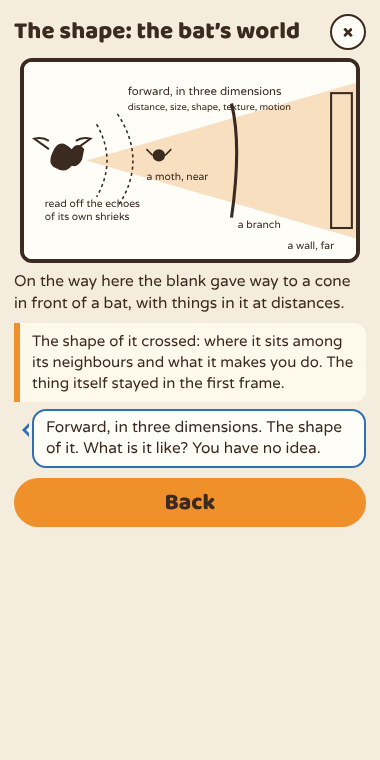 The shape: the bat's world
forward, in three dimensions
distance, size, shape, texture, motion
a moth, near
read off the echoes
of its own shrieks
a branch
a wall, far
On the way here the blank gave way to a cone
in front of a bat, with things in it at distances.
The shape of it crossed: where it sits among
its neighbours and what it makes you do. The
thing itself stayed in the first frame.
Forward, in three dimensions. The shape
of it. What is it like? You have no idea.
Back